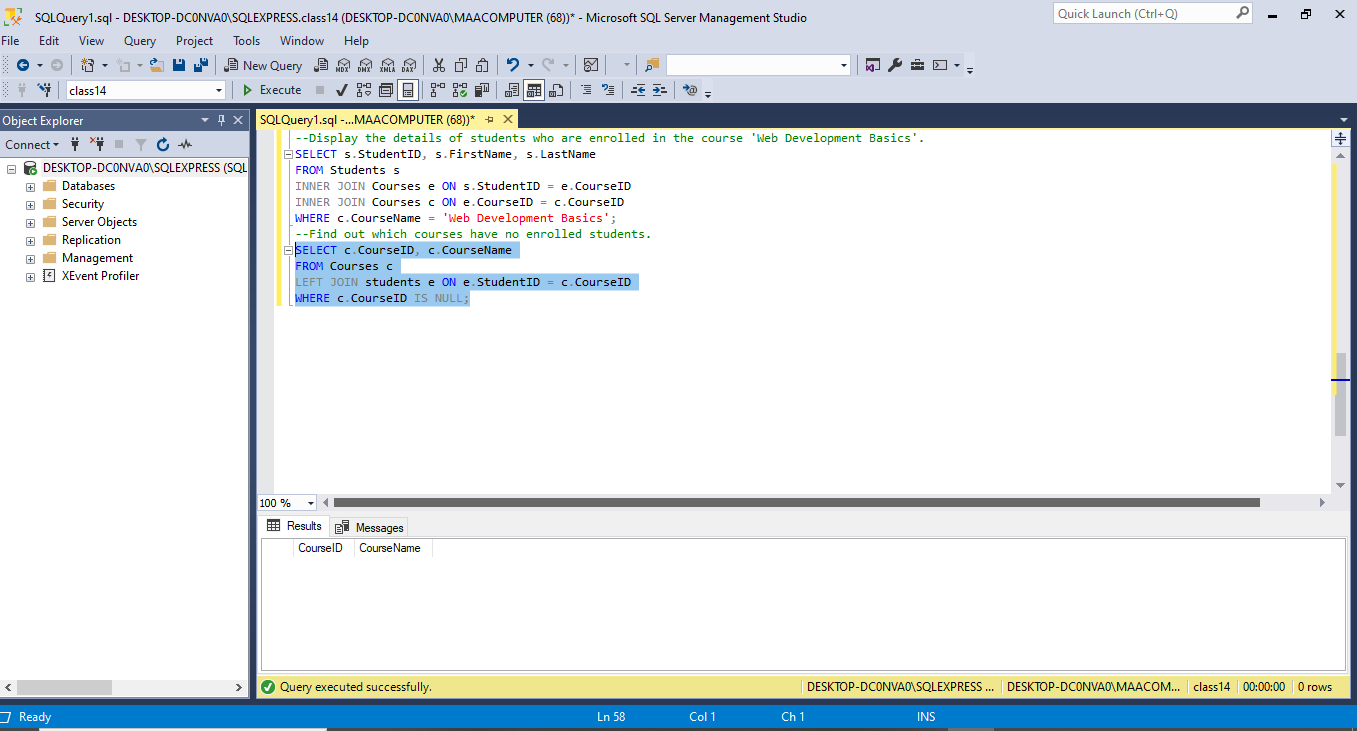 SQLQuery1.sql - DESKTOP-DC0NVA0\SQLEXPRESS.class14 (DESKTOP-DC0NVA0\MAACOMPUTER (68))* - Microsoft SQL Server Management Studio
Quick Launch (Ctrl+Q)
File Edit View Query Project Tools Window Help
New Query MDX DMX XMLA DAX
class14 Execute
Object Explorer
Connect
DESKTOP-DC0NVA0\SQLEXPRESS (SQL
Databases
Security
Server Objects
Replication
Management
XEvent Profiler
SQLQuery1.sql -...MAACOMPUTER (68))*
--Display the details of students who are enrolled in the course 'Web Development Basics'.
SELECT s.StudentID, s.FirstName, s.LastName
FROM Students s
INNER JOIN Courses e ON s.StudentID = e.CourseID
INNER JOIN Courses c ON e.CourseID = c.CourseID
WHERE c.CourseName = 'Web Development Basics';
--Find out which courses have no enrolled students.
SELECT c.CourseID, c.CourseName
FROM Courses c
LEFT JOIN students e ON e.StudentID = c.CourseID
WHERE c.CourseID IS NULL;
100 %
Results Messages
CourseID CourseName
Query executed successfully.
DESKTOP-DC0NVA0\SQLEXPRESS ... DESKTOP-DC0NVA0\MAACOM... class14 00:00:00 0 rows
Ready Ln 58 Col 1 Ch 1 INS